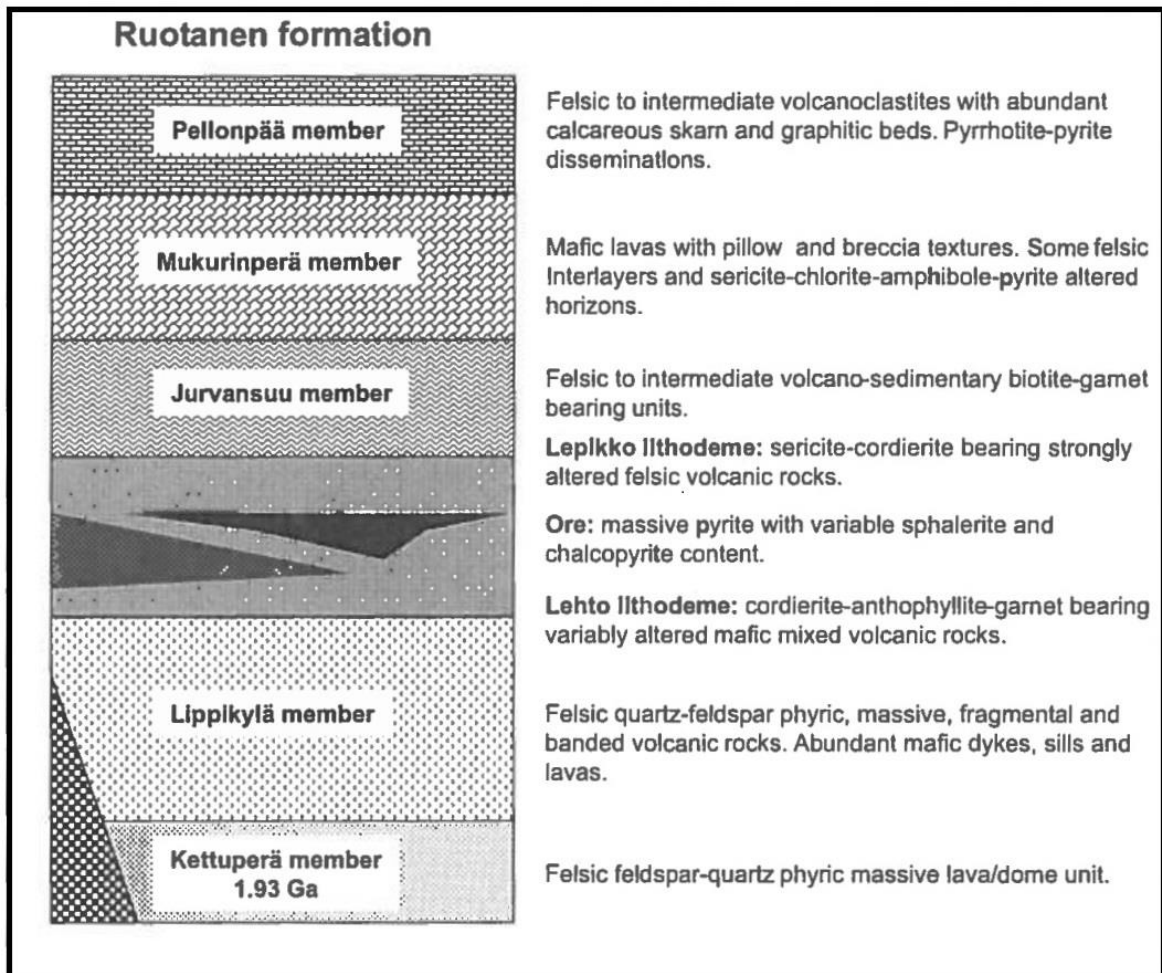 Ruotanen formation
Pellonpää member
Felsic to intermediate volcanoclastites with abundant
calcareous skarn and graphitic beds. Pyrrhotite-pyrite
disseminations.
Mukurinperä member
Mafic lavas with pillow and breccia textures. Some felsic
Interlayers and sericite-chlorite-amphibole-pyrite altered
horizons.
Jurvansuu member
Felsic to intermediate volcano-sedimentary biotite-garnet
bearing units.
Lepikko lithodeme: sericite-cordierite bearing strongly
altered felsic volcanic rocks.
Ore: massive pyrite with variable sphalerite and
chalcopyrite content.
Lehto lithodeme: cordierite-anthophyllite-garnet bearing
variably altered mafic mixed volcanic rocks.
Lippikylä member
Felsic quartz-feldspar phyric, massive, fragmental and
banded volcanic rocks. Abundant mafic dykes, sills and
lavas.
Kettuperä member
1.93 Ga
Felsic feldspar-quartz phyric massive lava/dome unit.